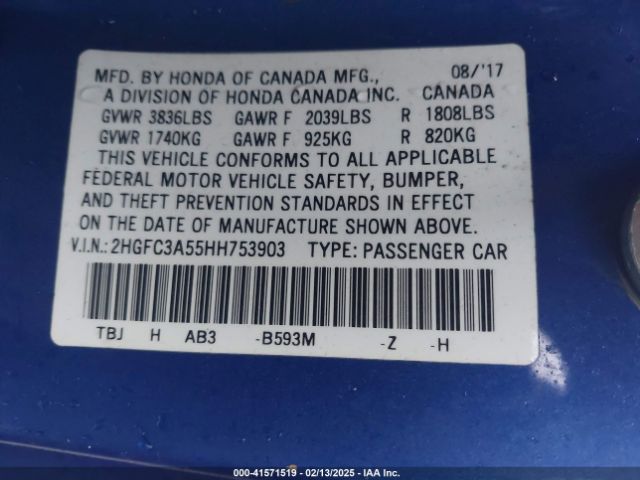 MFD. BY HONDA OF CANADA MFG., 08/'17
A DIVISION OF HONDA CANADA INC. CANADA
GVWR 3836LBS GAWR F 2039LBS R 1808LBS
GVWR 1740KG GAWR F 925KG R 820KG
THIS VEHICLE CONFORMS TO ALL APPLICABLE
FEDERAL MOTOR VEHICLE SAFETY, BUMPER,
AND THEFT PREVENTION STANDARDS IN EFFECT
ON THE DATE OF MANUFACTURE SHOWN ABOVE.
V.I.N.: 2HGFC3A55HH753903 TYPE: PASSENGER CAR
TBJ H AB3 -B593M -Z -H
000-41571519 | 02/13/2025 - IAA Inc.